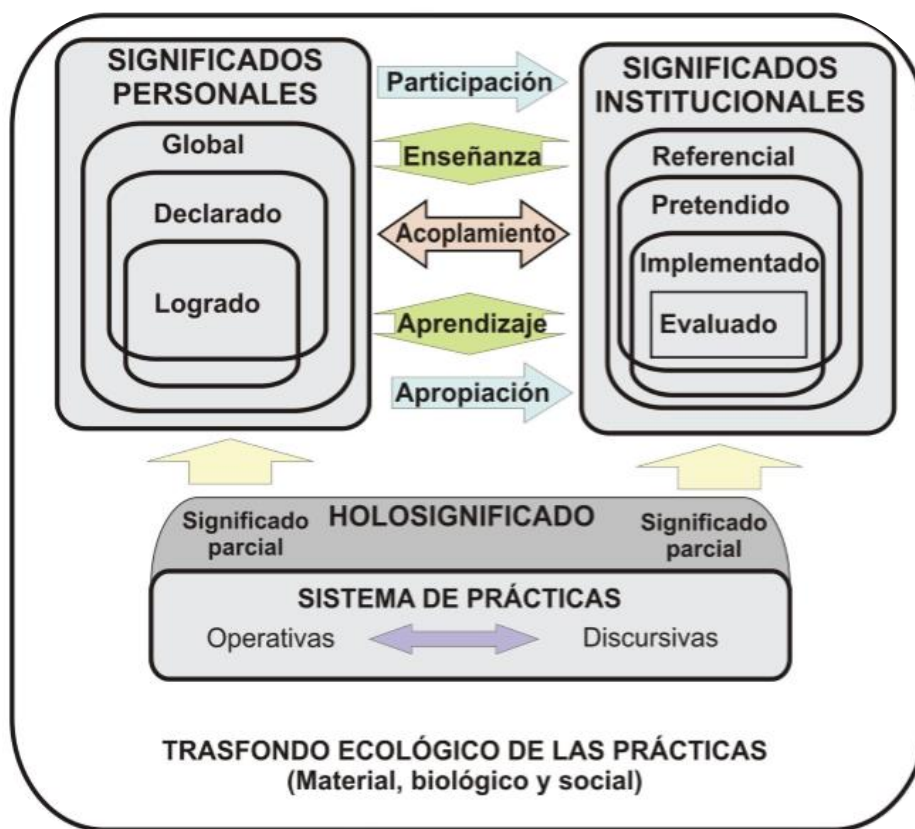 SIGNIFICADOS
PERSONALES
Global
Declarado
Logrado
Participación
Enseñanza
Acoplamiento
Aprendizaje
Apropiación
SIGNIFICADOS
INSTITUCIONALES
Referencial
Pretendido
Implementado
Evaluado
HOLOSIGNIFICADO
Significado
parcial
Significado
parcial
SISTEMA DE PRÁCTICAS
Operativas
Discursivas
TRASFONDO ECOLÓGICO DE LAS PRÁCTICAS
(Material, biológico y social)